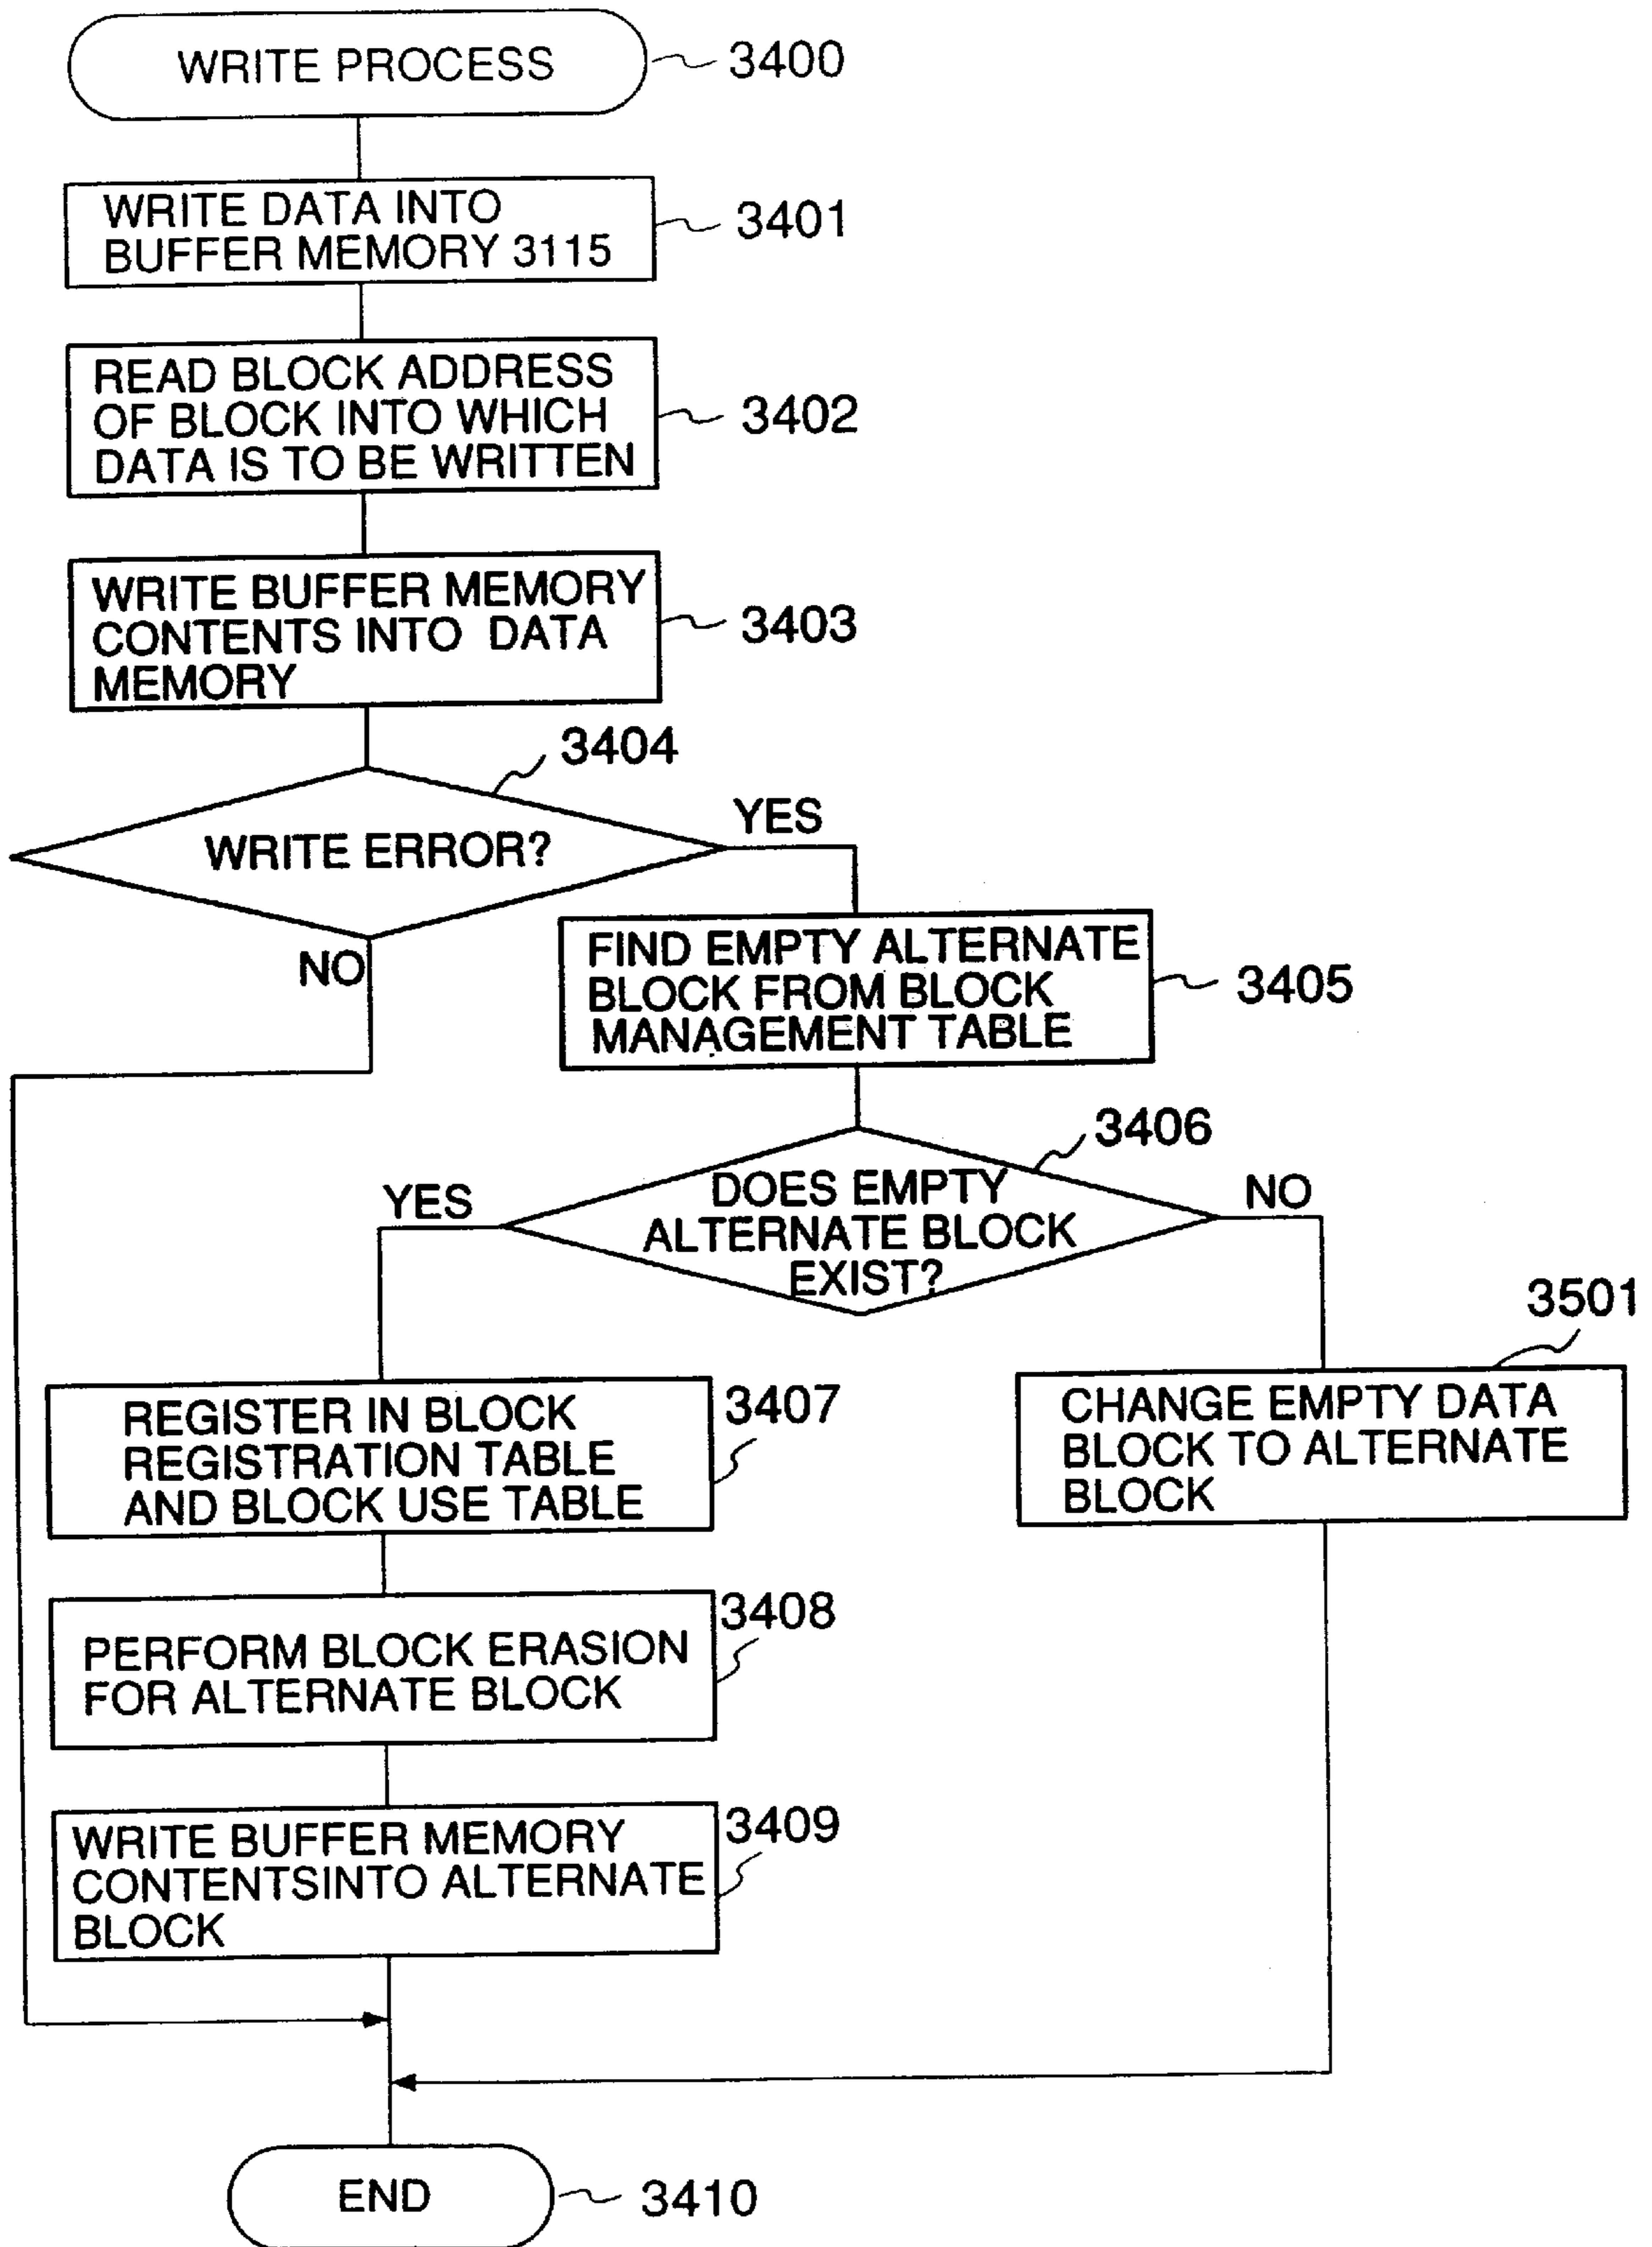 WRITE PROCESS
3400
WRITE DATA INTO
BUFFER MEMORY 3115
3401
READ BLOCK ADDRESS
OF BLOCK INTO WHICH
DATA IS TO BE WRITTEN
3402
WRITE BUFFER MEMORY
CONTENTS INTO DATA
MEMORY
3403
3404
WRITE ERROR?
YES
NO
FIND EMPTY ALTERNATE
BLOCK FROM BLOCK
MANAGEMENT TABLE
3405
3406
DOES EMPTY
ALTERNATE BLOCK
EXIST?
YES
NO
3501
REGISTER IN BLOCK
REGISTRATION TABLE
AND BLOCK USE TABLE
3407
CHANGE EMPTY DATA
BLOCK TO ALTERNATE
BLOCK
PERFORM BLOCK ERASION
FOR ALTERNATE BLOCK
3408
WRITE BUFFER MEMORY
CONTENTSINTO ALTERNATE
BLOCK
3409
END
3410